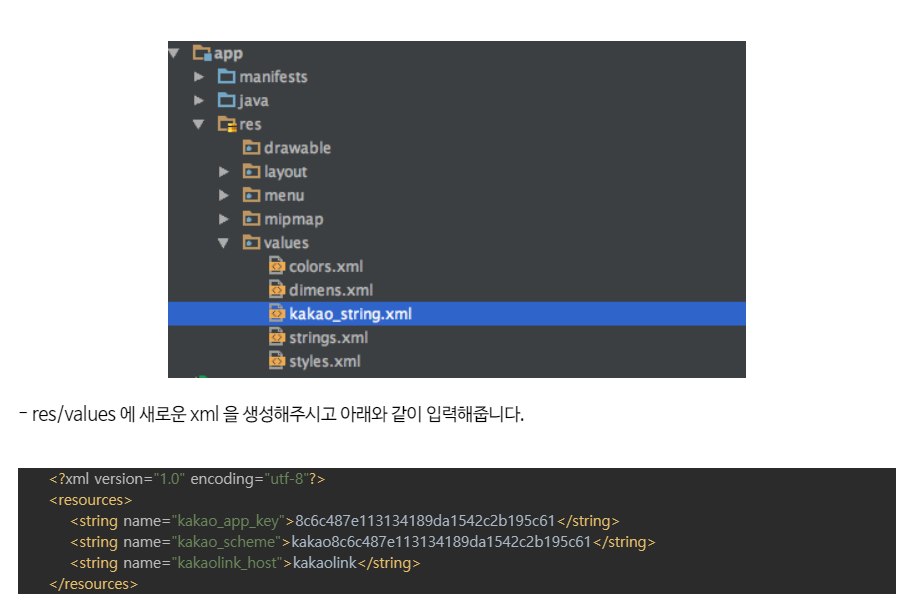 app
manifests
java
res
drawable
layout
menu
mipmap
values
colors.xml
dimens.xml
kakao_string.xml
strings.xml
styles.xml
- res/values 에 새로운 xml 을 생성해주시고 아래와 같이 입력해줍니다.
<?xml version="1.0" encoding="utf-8"?>
<resources>
<string name="kakao_app_key">8c6c487e113134189da1542c2b195c61</string>
<string name="kakao_scheme">kakao8c6c487e113134189da1542c2b195c61</string>
<string name="kakaolink_host">kakaolink</string>
</resources>